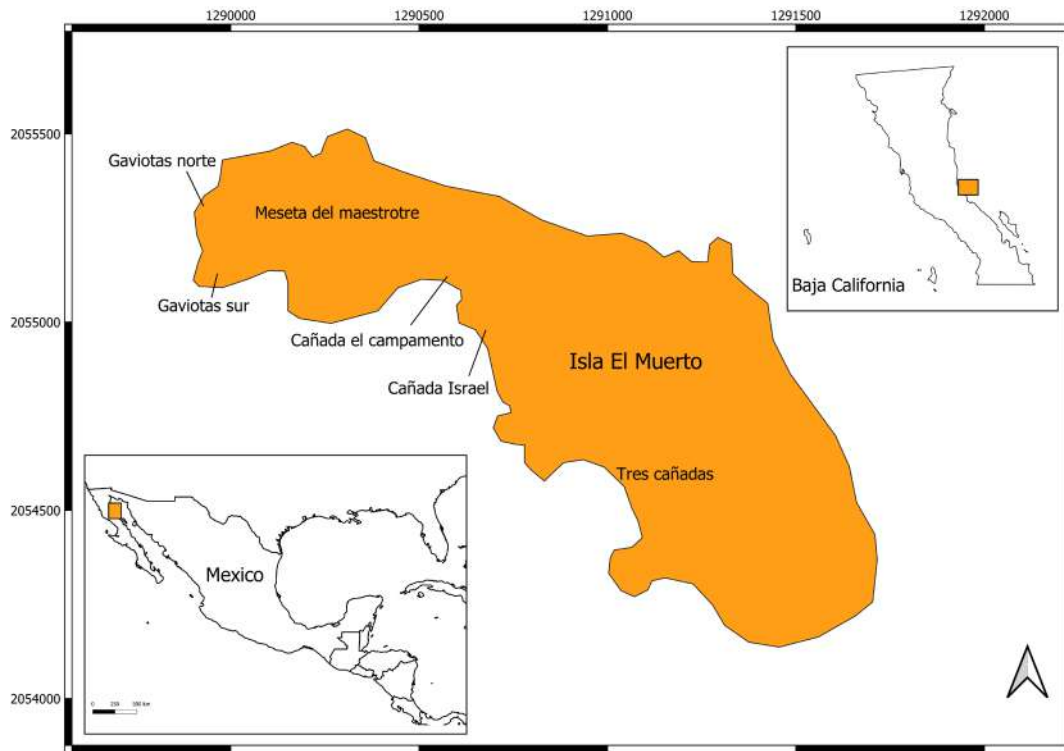 1290000 1290500 1291000 1291500 1292000
2055500
Gaviotas norte
Meseta del maestrotre
Gaviotas sur
Baja California
2055000
Cañada el campamento
Isla El Muerto
Cañada Israel
Tres cañadas
2054500
Mexico
2054000
0